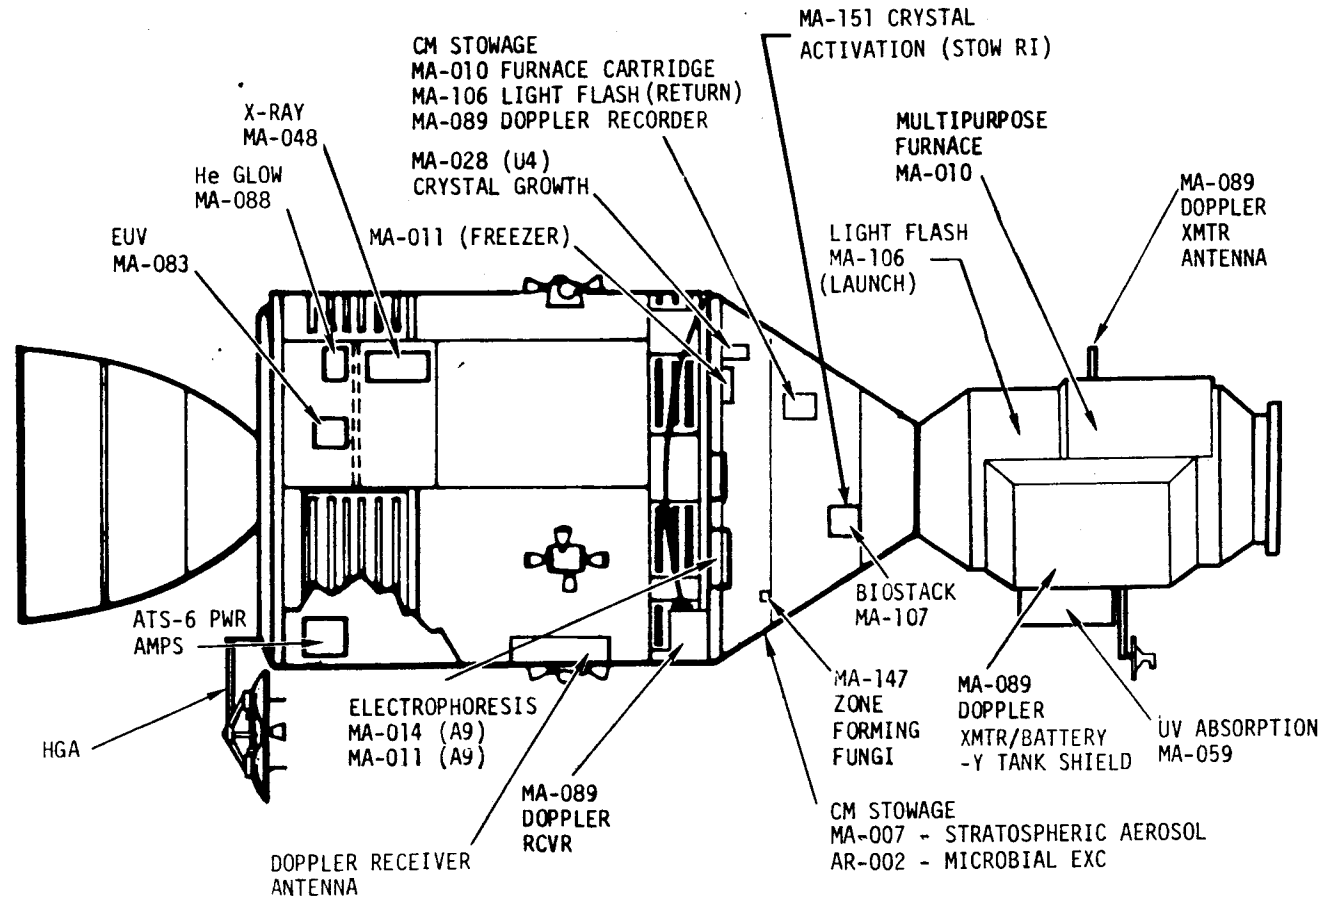 MA-151 CRYSTAL
ACTIVATION (STOW RI)
CM STOWAGE
MA-010 FURNACE CARTRIDGE
MA-106 LIGHT FLASH (RETURN)
MA-089 DOPPLER RECORDER
MA-028 (U4)
CRYSTAL GROWTH
X-RAY
MA-048
He GLOW
MA-088
EUV
MA-083
MA-011 (FREEZER)
MULTIPURPOSE
FURNACE
MA-010
LIGHT FLASH
MA-106
(LAUNCH)
MA-089
DOPPLER
XMTR
ANTENNA
ATS-6 PWR
AMPS
HGA
ELECTROPHORESIS
MA-014 (A9)
MA-011 (A9)
DOPPLER RECEIVER
ANTENNA
MA-089
DOPPLER
RCVR
BIOSTACK
MA-107
MA-147
ZONE
FORMING
FUNGI
MA-089
DOPPLER
XMTR/BATTERY
-Y TANK SHIELD
UV ABSORPTION
MA-059
CM STOWAGE
MA-007 - STRATOSPHERIC AEROSOL
AR-002 - MICROBIAL EXC